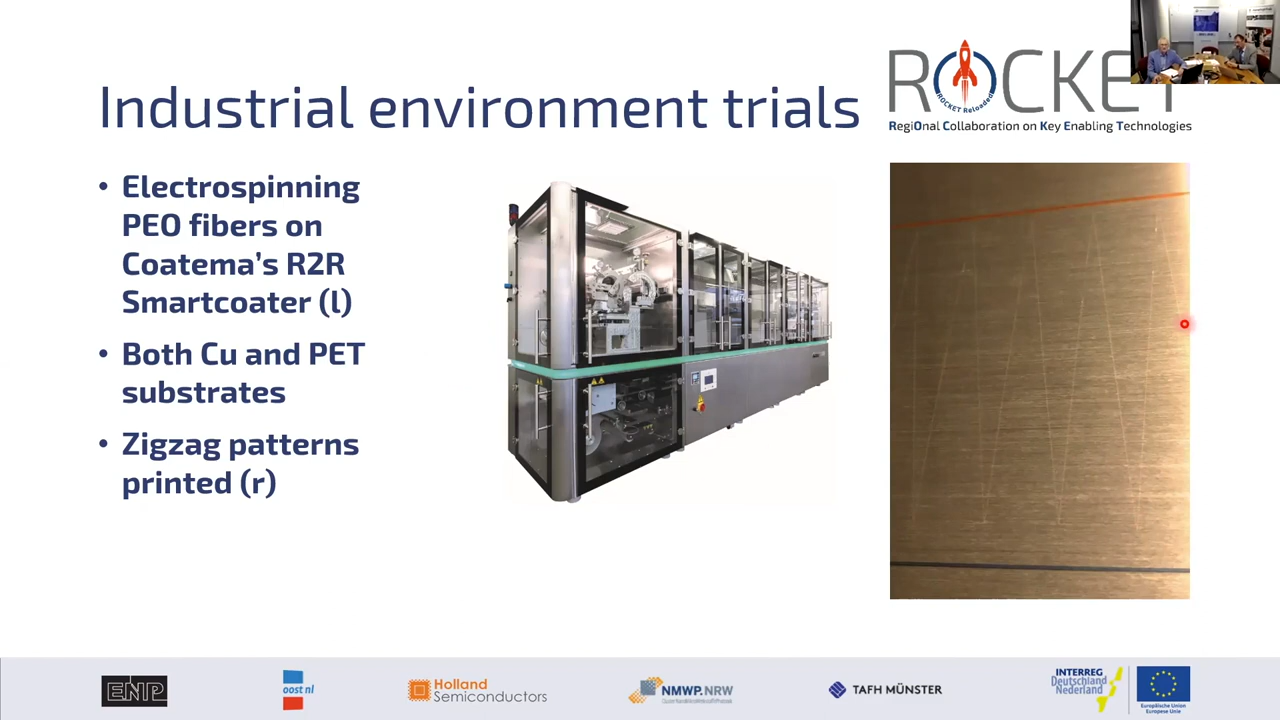 Industrial environment trials
ROCKET
ROCKET Reloaded
RegiOnal Collaboration on Key Enabling Technologies
• Electrospinning
PEO fibers on
Coatema’s R2R
Smartcoater (l)
• Both Cu and PET
substrates
• Zigzag patterns
printed (r)
ENP
oost nl
Holland
Semiconductors
NMWP.NRW
TAFH MÜNSTER
INTERREG
Deutschland
Nederland
Europäische Union
Europese Unie